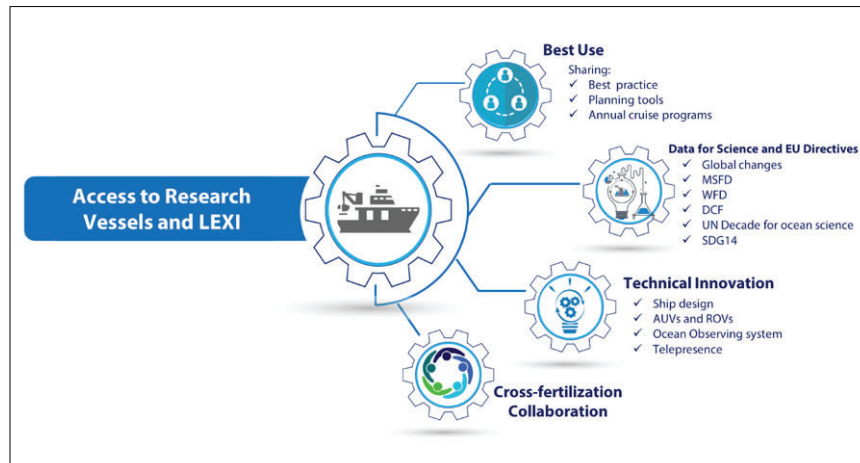 Best Use
Sharing:
✓ Best practice
✓ Planning tools
✓ Annual cruise programs
Access to Research
Vessels and LEXI
Data for Science and EU Directives
✓ Global changes
✓ MSFD
✓ WFD
✓ DCF
✓ UN Decade for ocean science
✓ SDG14
Technical Innovation
✓ Ship design
✓ AUVs and ROVs
✓ Ocean Observing system
✓ Telepresence
Cross-fertilization
Collaboration